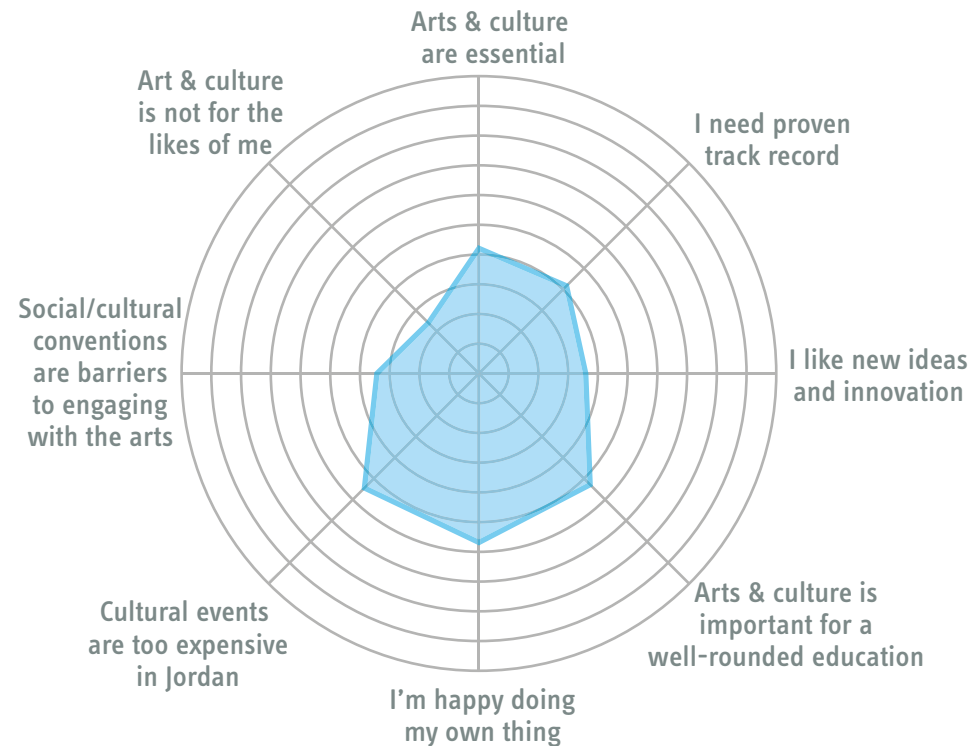 Arts & culture
are essential
I need proven
track record
I like new ideas
and innovation
Arts & culture is
important for a
well-rounded education
I’m happy doing
my own thing
Cultural events
are too expensive
in Jordan
Social/cultural
conventions
are barriers
to engaging
with the arts
Art & culture
is not for the
likes of me